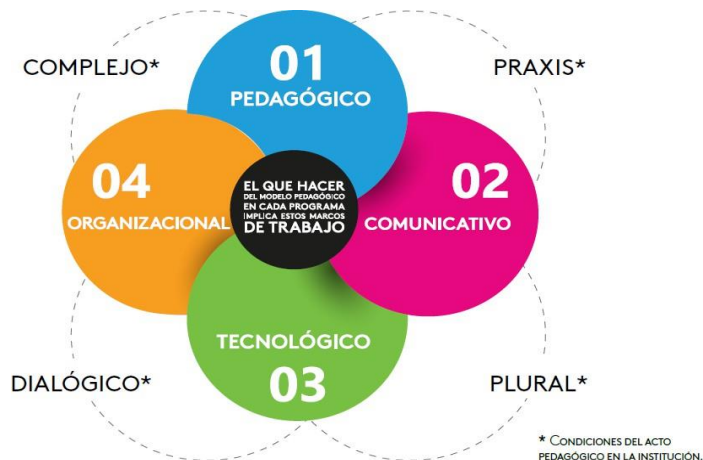 COMPLEJO*
PRAXIS*
01
PEDAGÓGICO
04
ORGANIZACIONAL
EL QUE HACER
DEL MODELO PEDAGÓGICO
EN CADA PROGRAMA
IMPLICA ESTOS MARCOS
DE TRABAJO
02
COMUNICATIVO
TECNOLÓGICO
03
DIALÓGICO*
PLURAL*
* CONDICIONES DEL ACTO
PEDAGÓGICO EN LA INSTITUCIÓN.